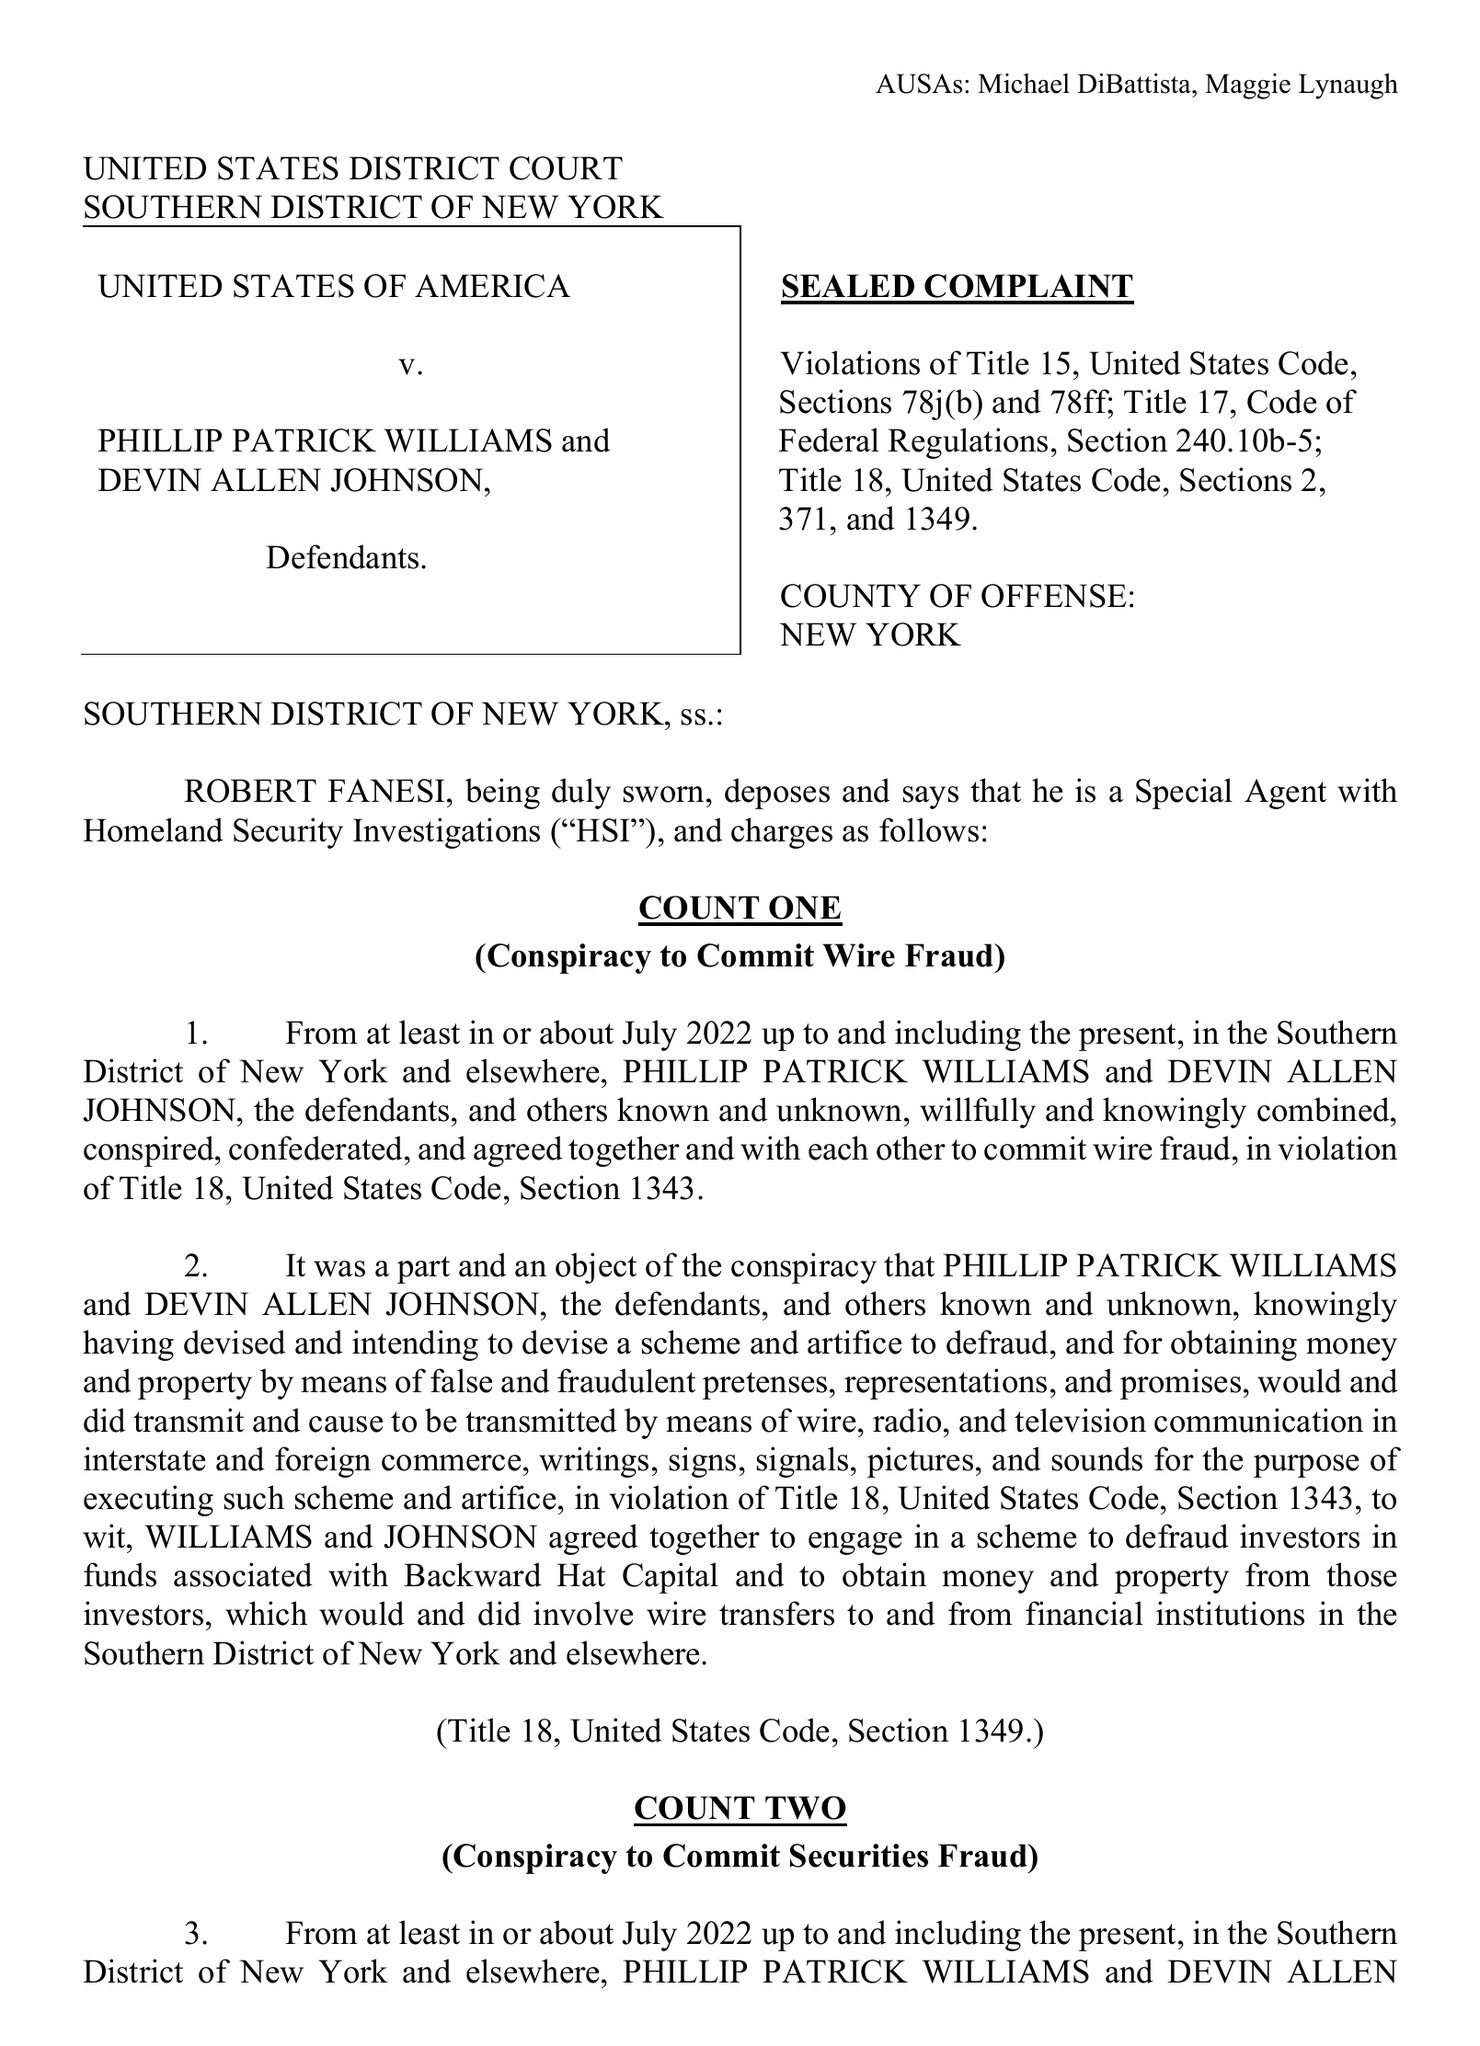 AUSAs: Michael DiBattista, Maggie Lynaugh
UNITED STATES DISTRICT COURT
SOUTHERN DISTRICT OF NEW YORK
UNITED STATES OF AMERICA
v.
PHILLIP PATRICK WILLIAMS and
DEVIN ALLEN JOHNSON,
Defendants.
SEALED COMPLAINT
Violations of Title 15, United States Code,
Sections 78j(b) and 78ff; Title 17, Code of
Federal Regulations, Section 240.10b-5;
Title 18, United States Code, Sections 2,
371, and 1349.
COUNTY OF OFFENSE:
NEW YORK
SOUTHERN DISTRICT OF NEW YORK, ss.:
ROBERT FANESI, being duly sworn, deposes and says that he is a Special Agent with
Homeland Security Investigations (“HSI”), and charges as follows:
COUNT ONE
(Conspiracy to Commit Wire Fraud)
1. From at least in or about July 2022 up to and including the present, in the Southern
District of New York and elsewhere, PHILLIP PATRICK WILLIAMS and DEVIN ALLEN
JOHNSON, the defendants, and others known and unknown, willfully and knowingly combined,
conspired, confederated, and agreed together and with each other to commit wire fraud, in violation
of Title 18, United States Code, Section 1343.
2. It was a part and an object of the conspiracy that PHILLIP PATRICK WILLIAMS
and DEVIN ALLEN JOHNSON, the defendants, and others known and unknown, knowingly
having devised and intending to devise a scheme and artifice to defraud, and for obtaining money
and property by means of false and fraudulent pretenses, representations, and promises, would and
did transmit and cause to be transmitted by means of wire, radio, and television communication in
interstate and foreign commerce, writings, signs, signals, pictures, and sounds for the purpose of
executing such scheme and artifice, in violation of Title 18, United States Code, Section 1343, to
wit, WILLIAMS and JOHNSON agreed together to engage in a scheme to defraud investors in
funds associated with Backward Hat Capital and to obtain money and property from those
investors, which would and did involve wire transfers to and from financial institutions in the
Southern District of New York and elsewhere.
(Title 18, United States Code, Section 1349.)
COUNT TWO
(Conspiracy to Commit Securities Fraud)
3. From at least in or about July 2022 up to and including the present, in the Southern
District of New York and elsewhere, PHILLIP PATRICK WILLIAMS and DEVIN ALLEN